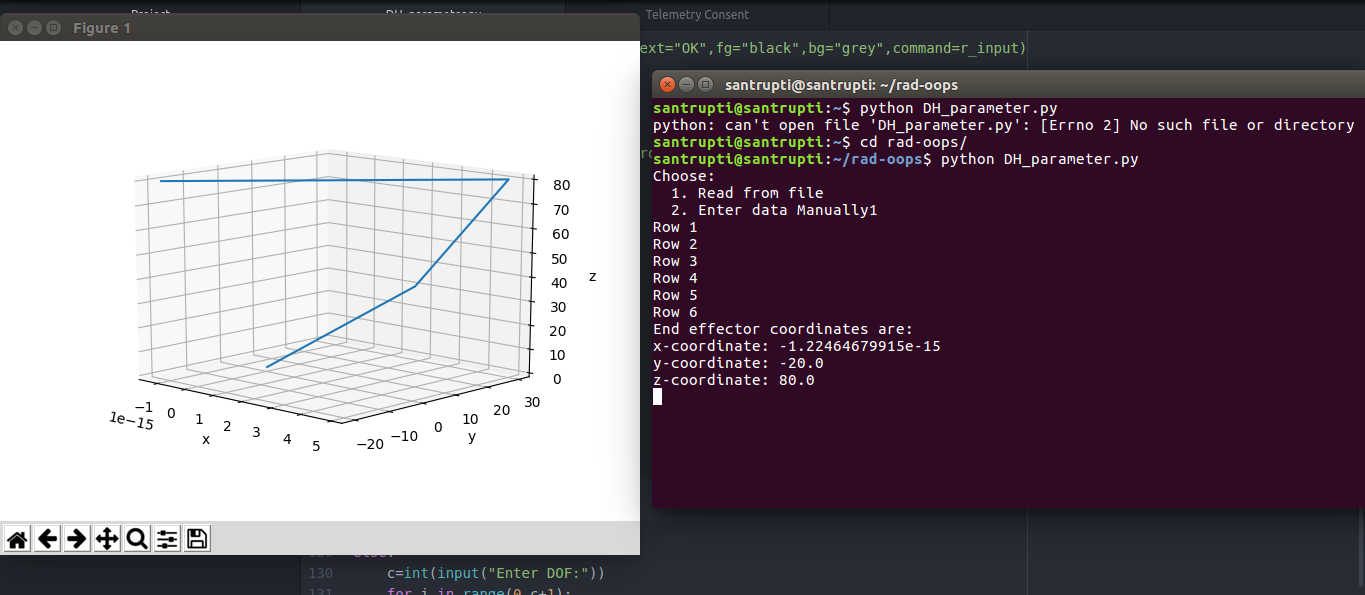 Project
Telemetry Consent
Figure 1
ext="OK",fg="black",bg="grey",command=r_input)
80
70
60
50
40
30
20
10
0
z
−1
0
1
2
3
4
5
1e−15
x
−20
−10
0
10
20
30
y
santrupti@santrupti: ~/rad-oops
santrupti@santrupti:~$ python DH_parameter.py
python: can't open file 'DH_parameter.py': [Errno 2] No such file or directory
santrupti@santrupti:~$ cd rad-oops/
santrupti@santrupti:~/rad-oops$ python DH_parameter.py
Choose:
1. Read from file
2. Enter data Manually1
Row 1
Row 2
Row 3
Row 4
Row 5
Row 6
End effector coordinates are:
x-coordinate: -1.22464679915e-15
y-coordinate: -20.0
z-coordinate: 80.0
else:
130 c=int(input("Enter DOF:"))
131 for i in range(0,c+1):